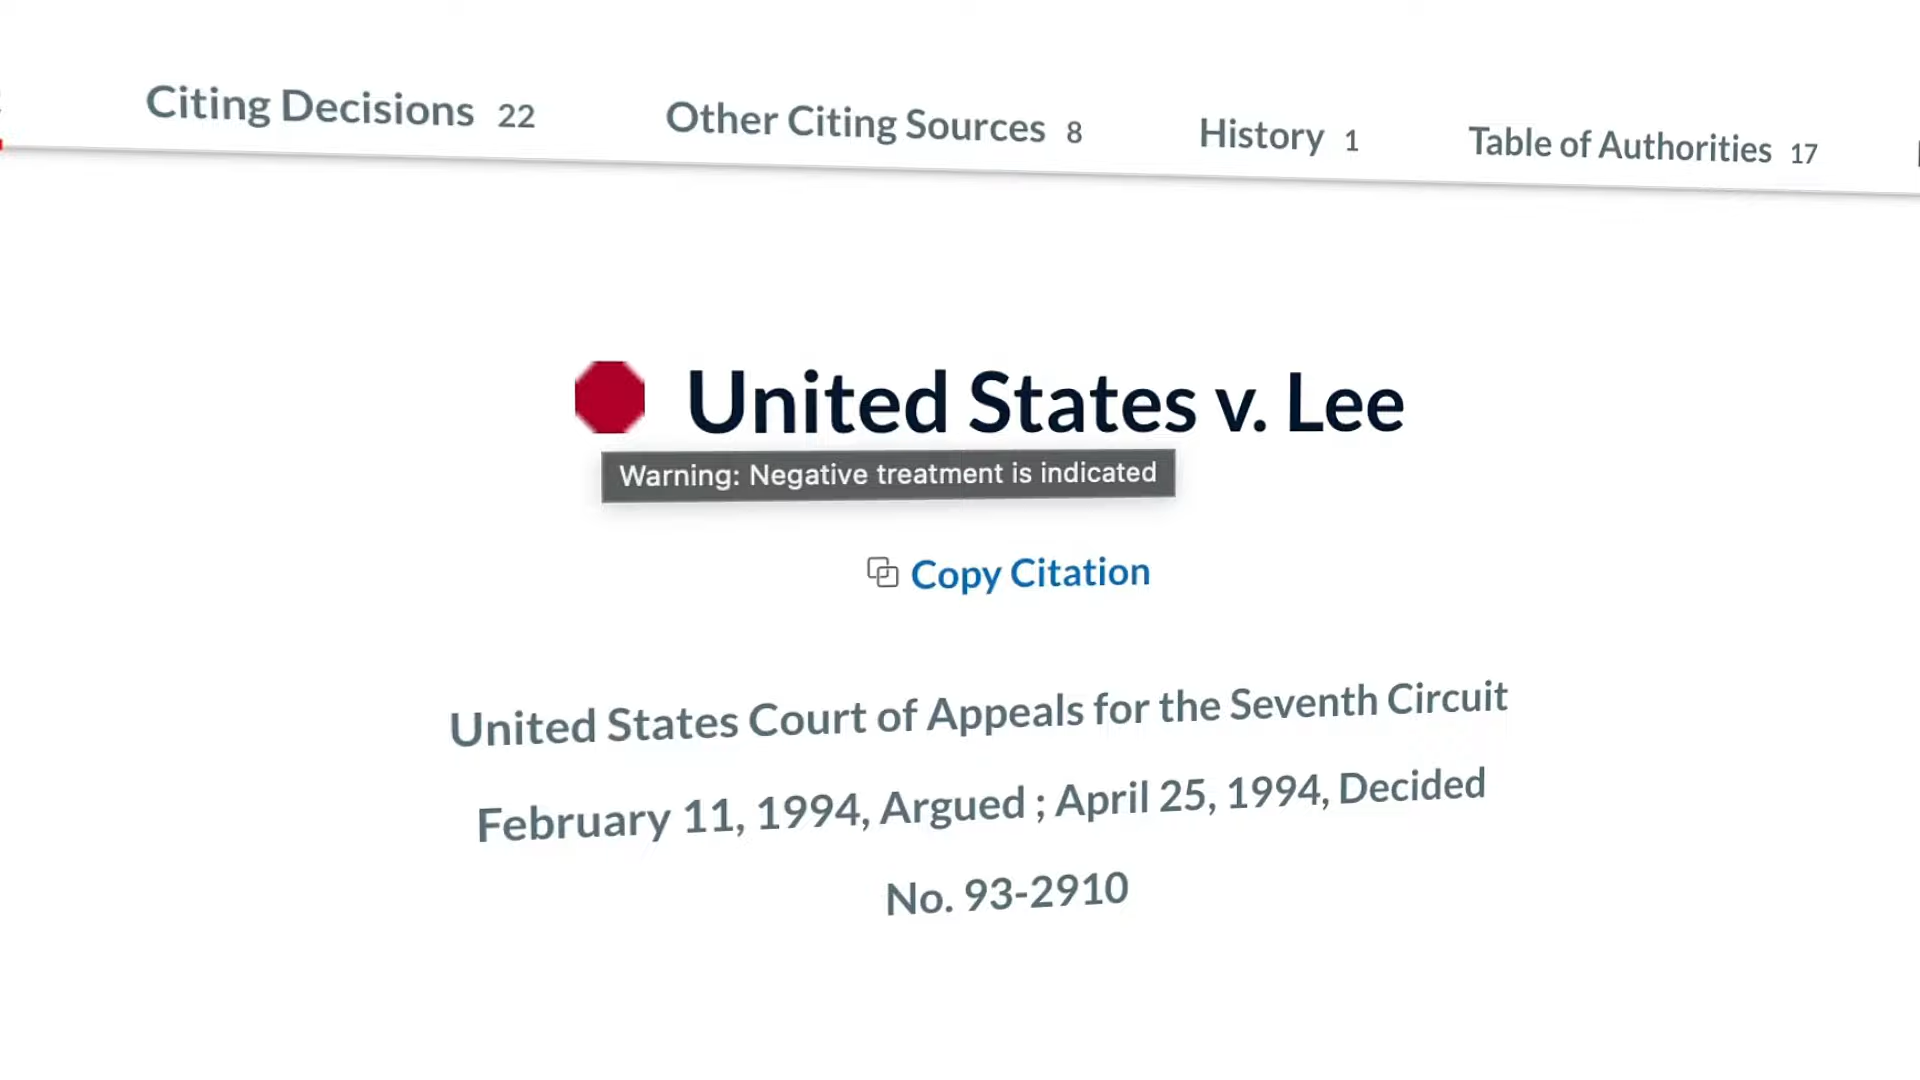 Citing Decisions 22 Other Citing Sources 8 History 1 Table of Authorities 17
United States v. Lee
Warning: Negative treatment is indicated
Copy Citation
United States Court of Appeals for the Seventh Circuit
February 11, 1994, Argued ; April 25, 1994, Decided
No. 93-2910